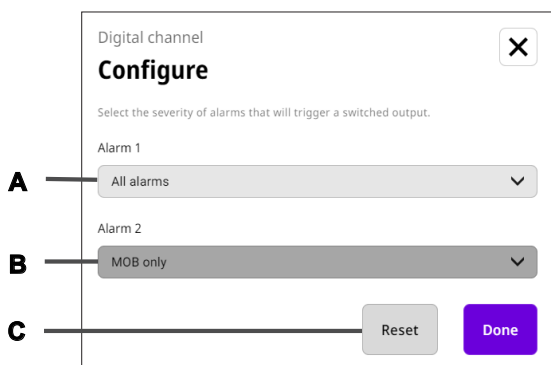 Digital channel
Configure
Select the severity of alarms that will trigger a switched output.
Alarm 1
A
All alarms
Alarm 2
B
MOB only
C
Reset
Done